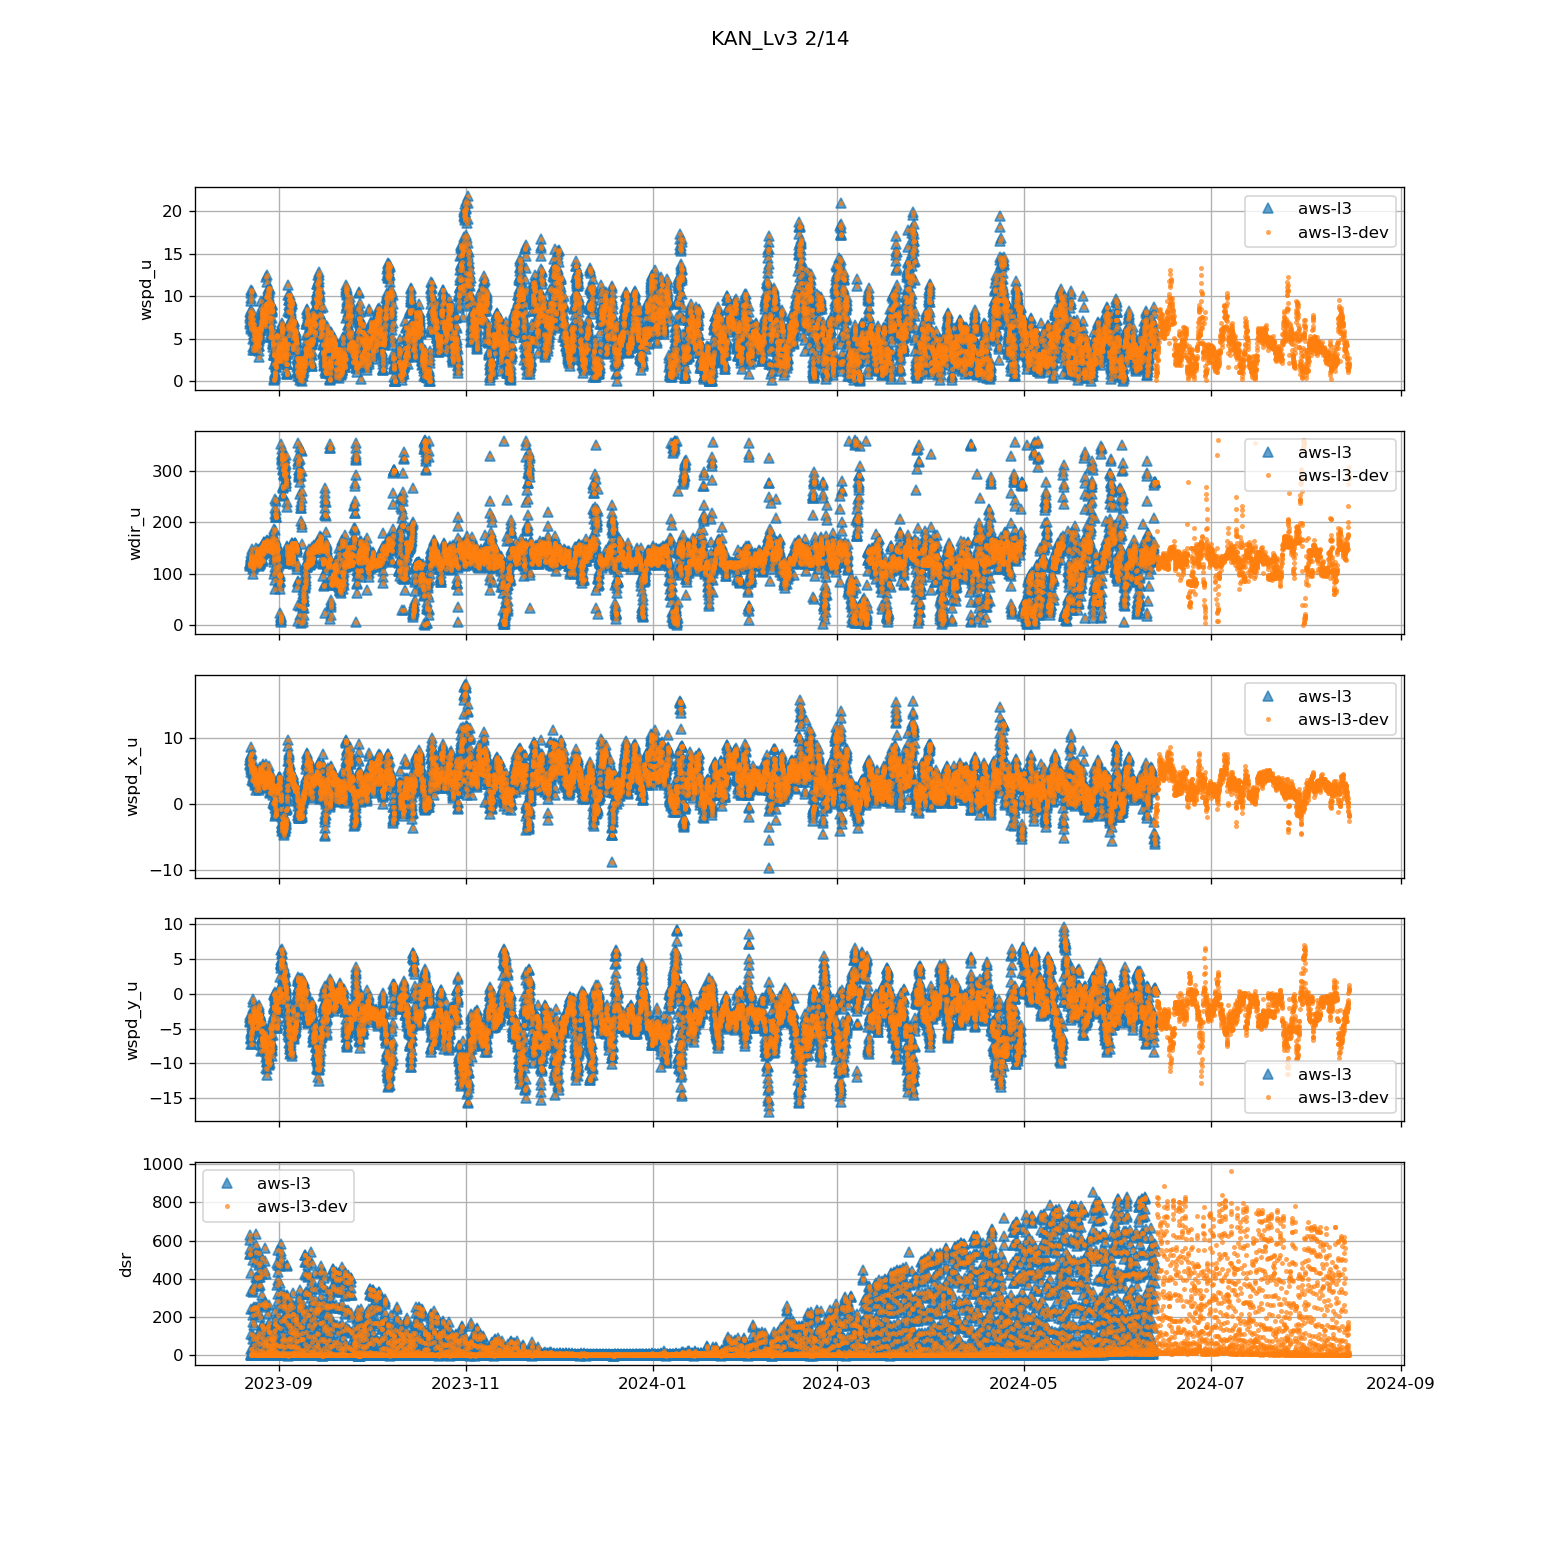 KAN_Lv3 2/14
20
15
10
5
0
wspd_u
aws-l3
aws-l3-dev
300
200
100
0
wdir_u
aws-l3
aws-l3-dev
10
0
−10
wspd_x_u
aws-l3
aws-l3-dev
10
5
0
−5
−10
−15
wspd_y_u
aws-l3
aws-l3-dev
1000
800
600
400
200
0
dsr
aws-l3
aws-l3-dev
2023-09
2023-11
2024-01
2024-03
2024-05
2024-07
2024-09